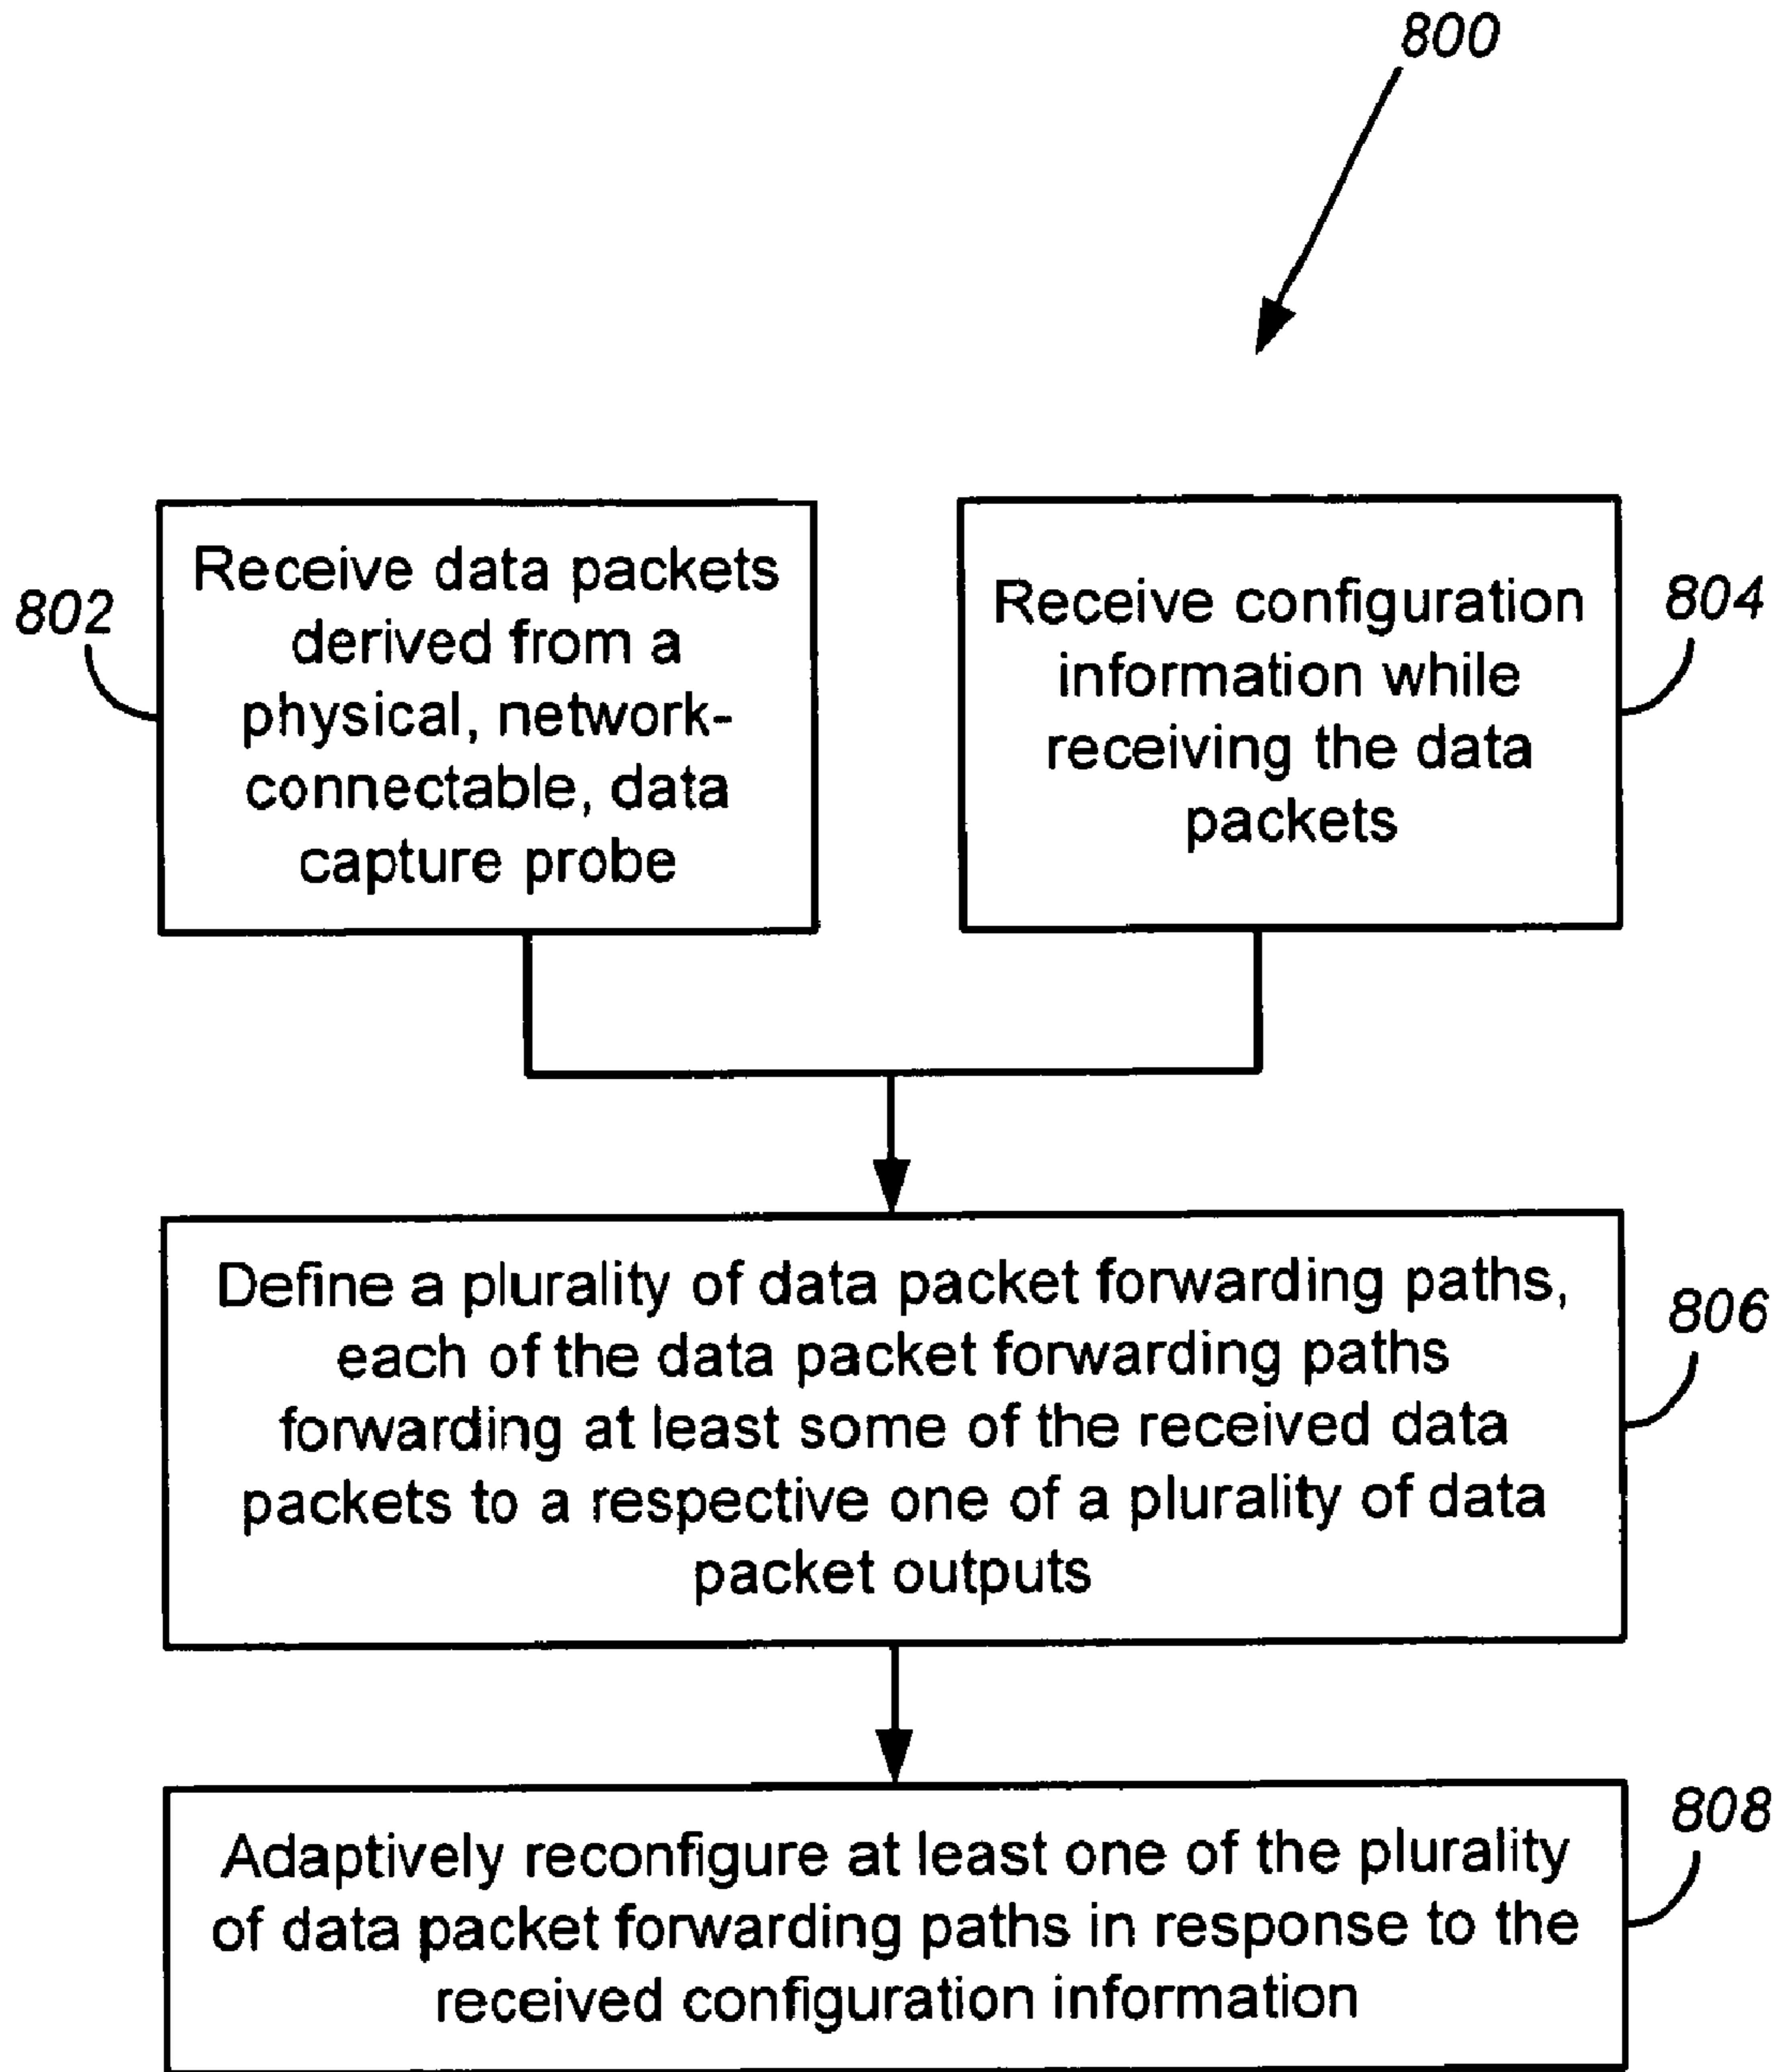 800
802
Receive data packets
derived from a
physical, network-
connectable, data
capture probe
Receive configuration
information while
receiving the data
packets
804
Define a plurality of data packet forwarding paths,
each of the data packet forwarding paths
forwarding at least some of the received data
packets to a respective one of a plurality of data
packet outputs
806
Adaptively reconfigure at least one of the plurality
of data packet forwarding paths in response to the
received configuration information
808